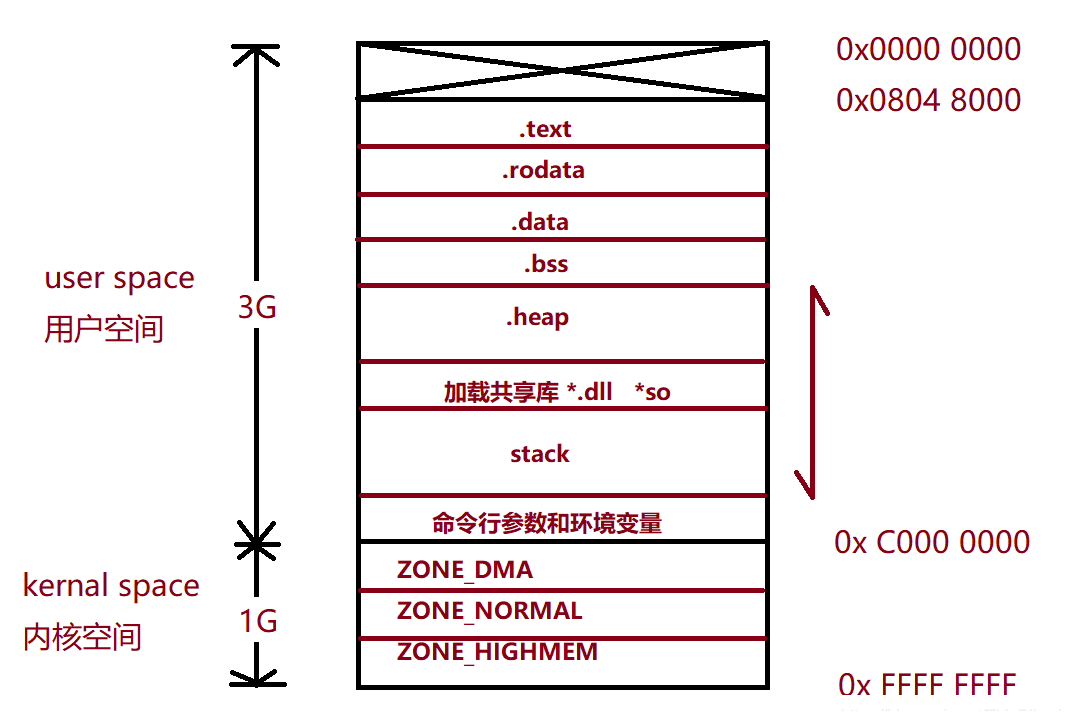 0x0000 0000
0x0804 8000
.text
.rodata
.data
.bss
user space
用户空间
3G
.heap
加载共享库 *.dll *so
stack
命令行参数和环境变量
0x C000 0000
kernal space
内核空间
1G
ZONE_DMA
ZONE_NORMAL
ZONE_HIGHMEM
0x FFFF FFFF